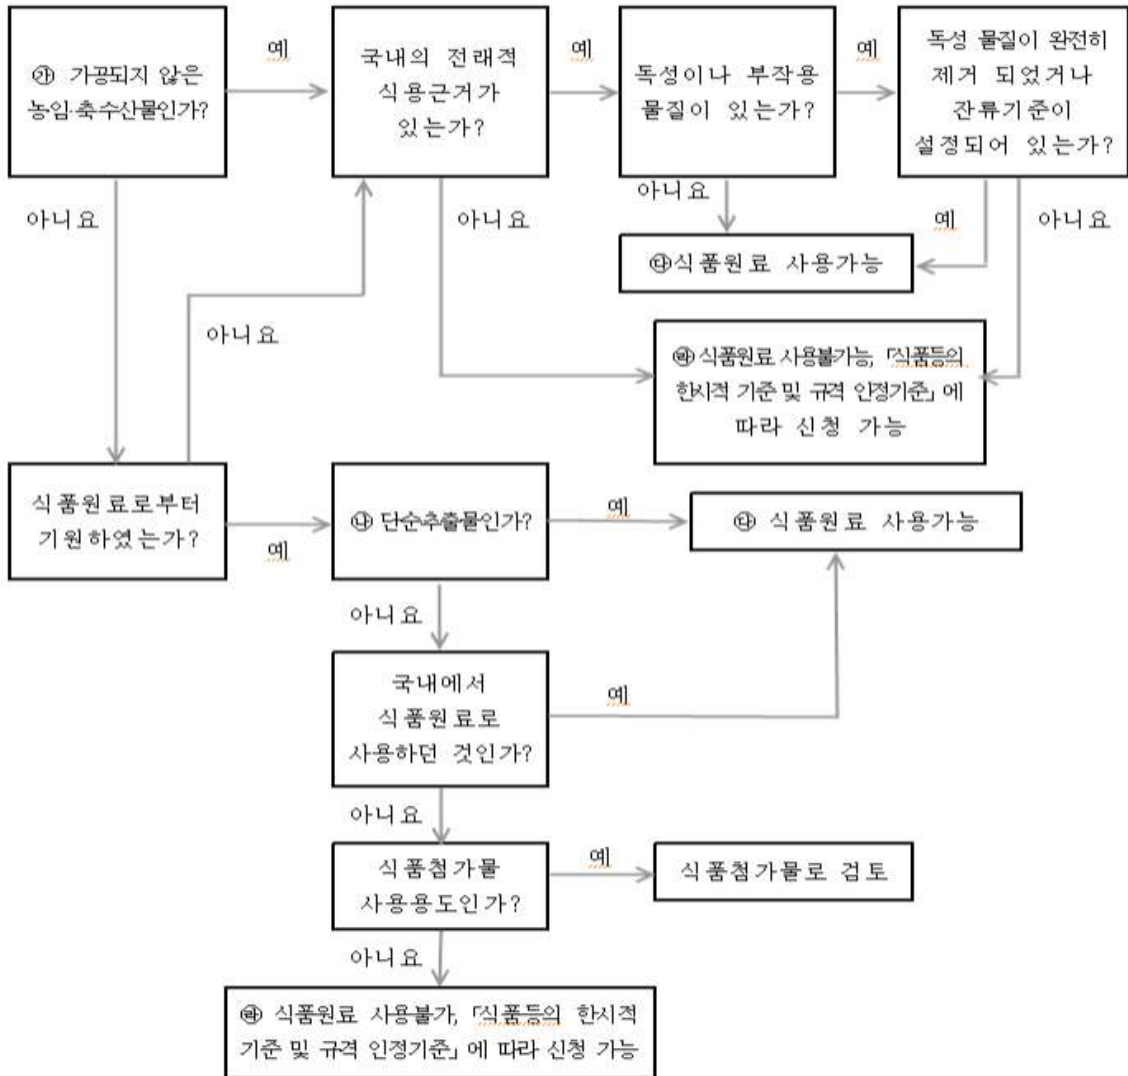 ㉮ 가공되지 않은
농·임·축·수산물인가?
예
국내의 전래적
식용근거가
있는가?
예
독성이나 부작용
물질이 있는가?
예
독성 물질이 완전히
제거 되었거나
잔류기준이
설정되어 있는가?
아니요
아니요
아니요
예
아니요
㉰식품원료 사용가능
아니요
㉱식품원료 사용불가능, 「식품등의
한시적 기준 및 규격 인정기준」에
따라 신청 가능
식품원료로부터
기원하였는가?
예
㉯ 단순추출물인가?
예
㉰ 식품원료 사용가능
아니요
국내에서
식품원료로
사용하던 것인가?
예
아니요
식품첨가물
사용용도인가?
예
식품첨가물로 검토
아니요
㉱ 식품원료 사용불가, 「식품등의 한시적
기준 및 규격 인정기준」에 따라 신청 가능